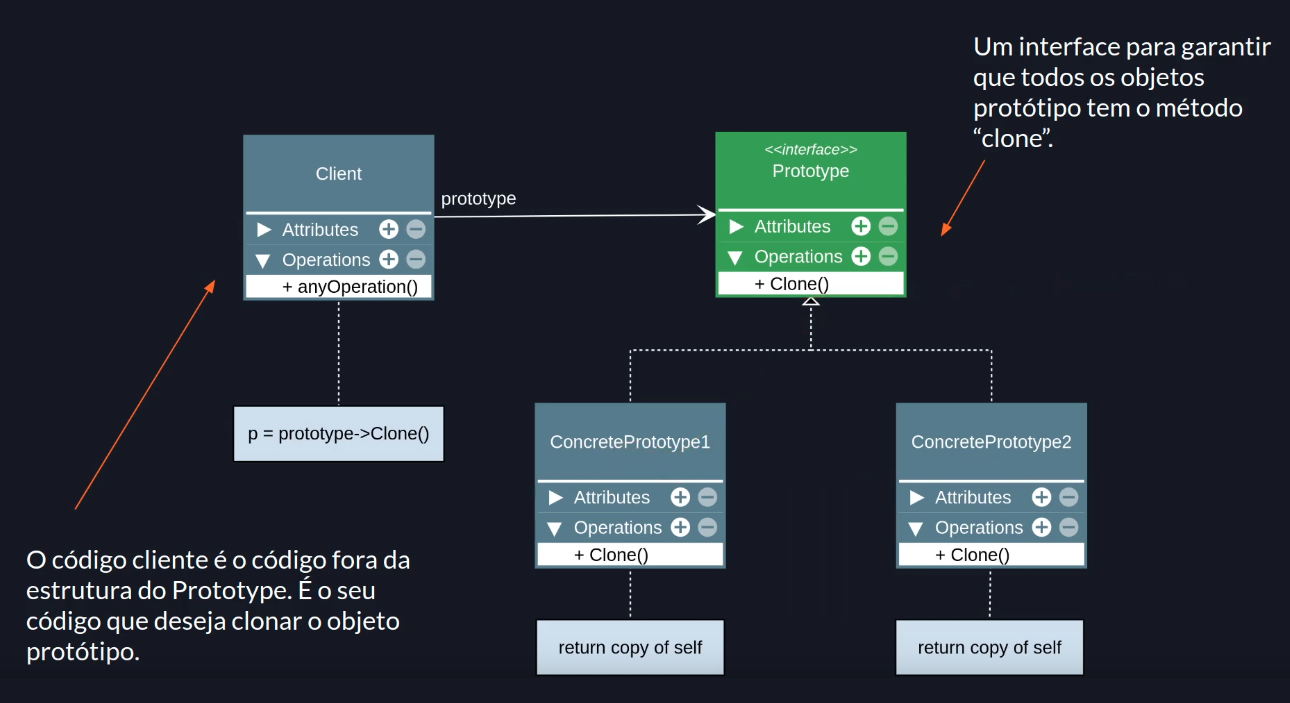 Um interface para garantir
que todos os objetos
protótipo tem o método
“clone”.
Client
Attributes
Operations
+ anyOperation()
prototype
<<interface>>
Prototype
Attributes
Operations
+ Clone()
p = prototype->Clone()
ConcretePrototype1
Attributes
Operations
+ Clone()
ConcretePrototype2
Attributes
Operations
+ Clone()
return copy of self
return copy of self
O código cliente é o código fora da
estrutura do Prototype. É o seu
código que deseja clonar o objeto
protótipo.